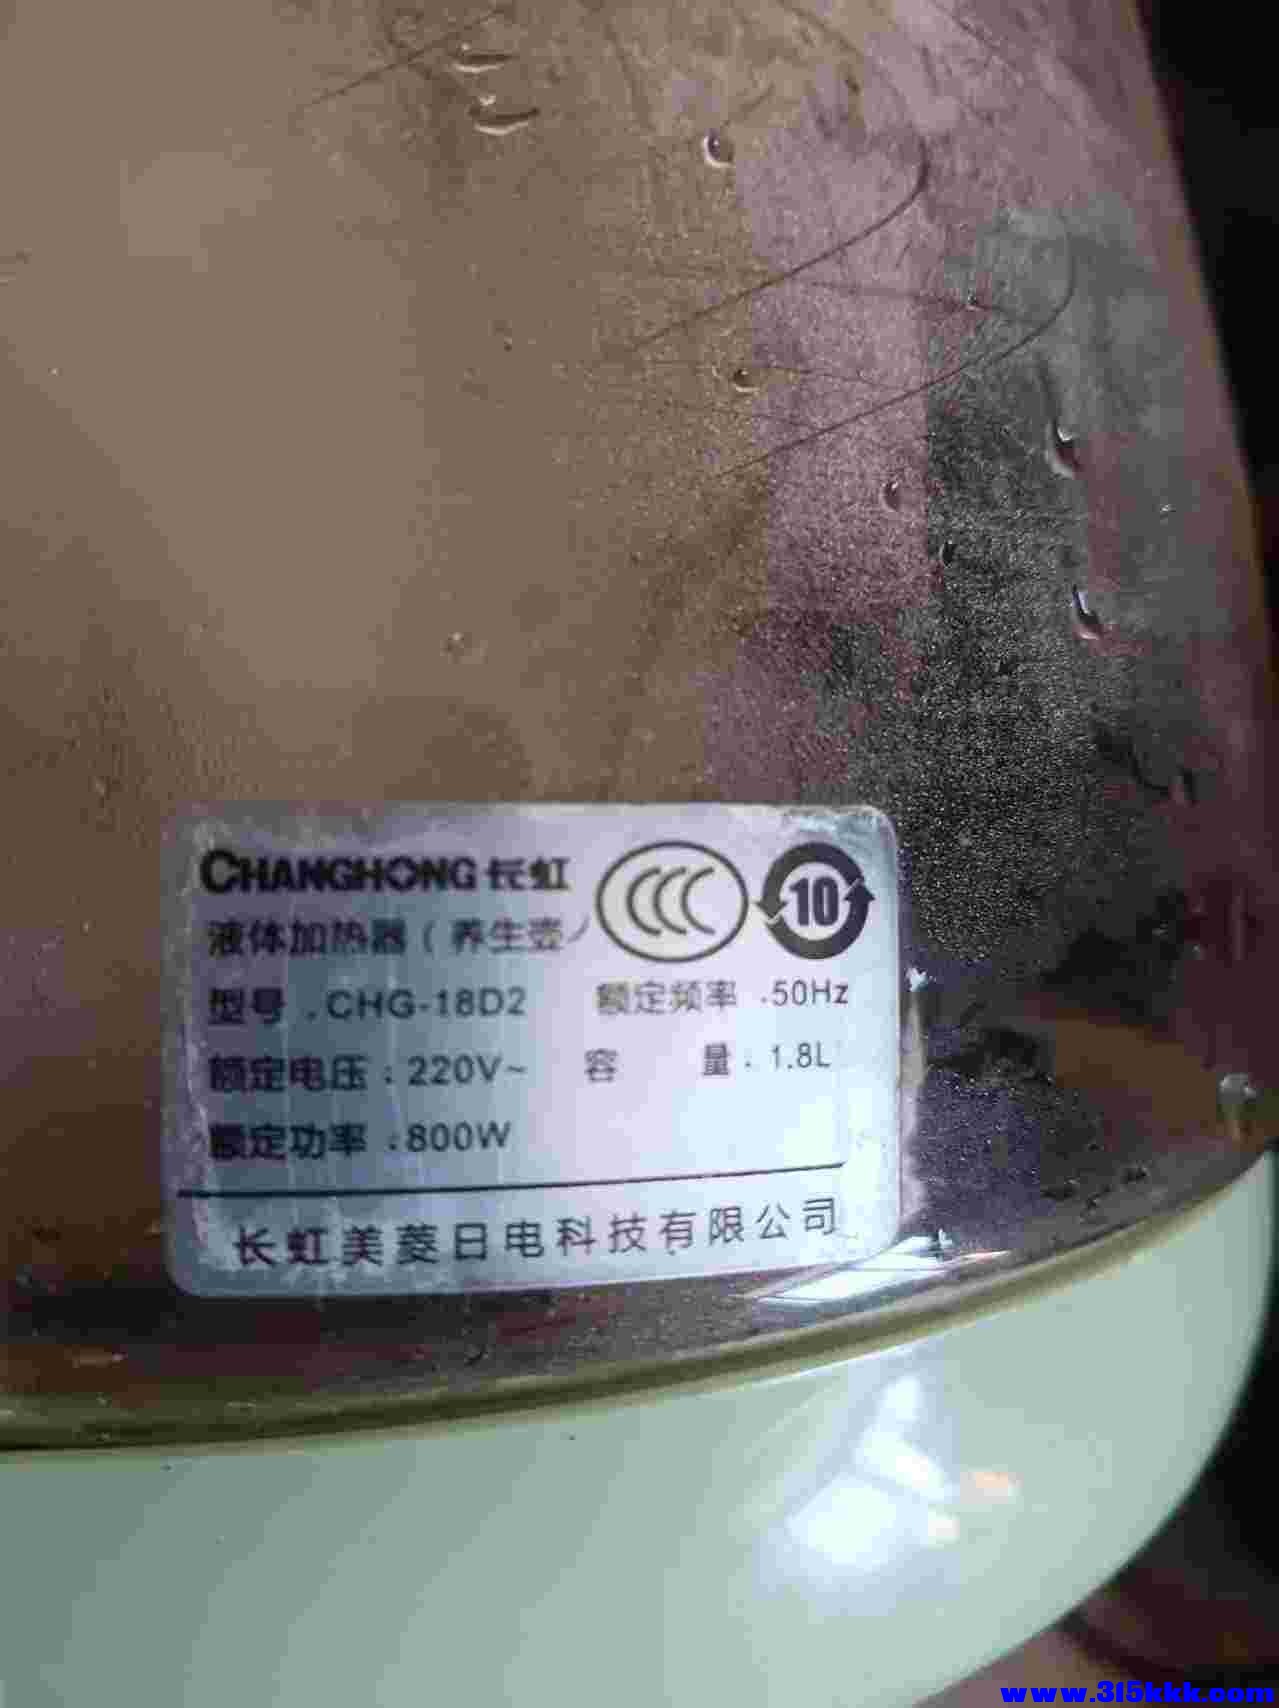 CHANGHONG 长虹
液体加热器（养生壶
10
型号：CHG-18D2 额定频率：50Hz
额定电压：220V~ 容 量：1.8L
额定功率：800W
长虹美菱日电科技有限公司
www.315kkk.com